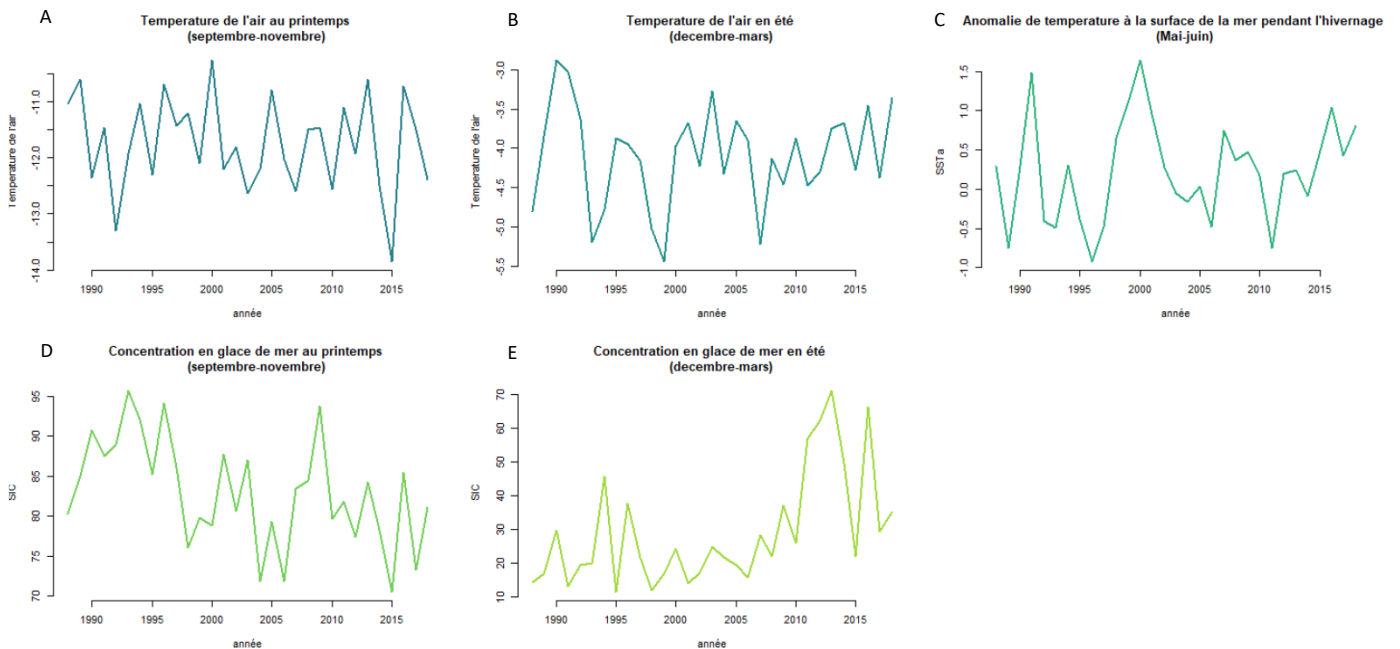 A
Temperature de l'air au printemps
(septembre-novembre)
Temperature de l'air
-11.0
-12.0
-13.0
-14.0
1990
1995
2000
2005
2010
2015
année
B
Temperature de l'air en été
(decembre-mars)
Temperature de l'air
-3.0
-3.5
-4.0
-4.5
-5.0
-5.5
1990
1995
2000
2005
2010
2015
année
C
Anomalie de temperature à la surface de la mer pendant l'hivernage
(Mai-juin)
SSTa
1.5
1.0
0.5
0.0
-0.5
-1.0
1990
1995
2000
2005
2010
2015
année
D
Concentration en glace de mer au printemps
(septembre-novembre)
SIC
95
90
85
80
75
70
1990
1995
2000
2005
2010
2015
année
E
Concentration en glace de mer en été
(decembre-mars)
SIC
70
60
50
40
30
20
10
1990
1995
2000
2005
2010
2015
année